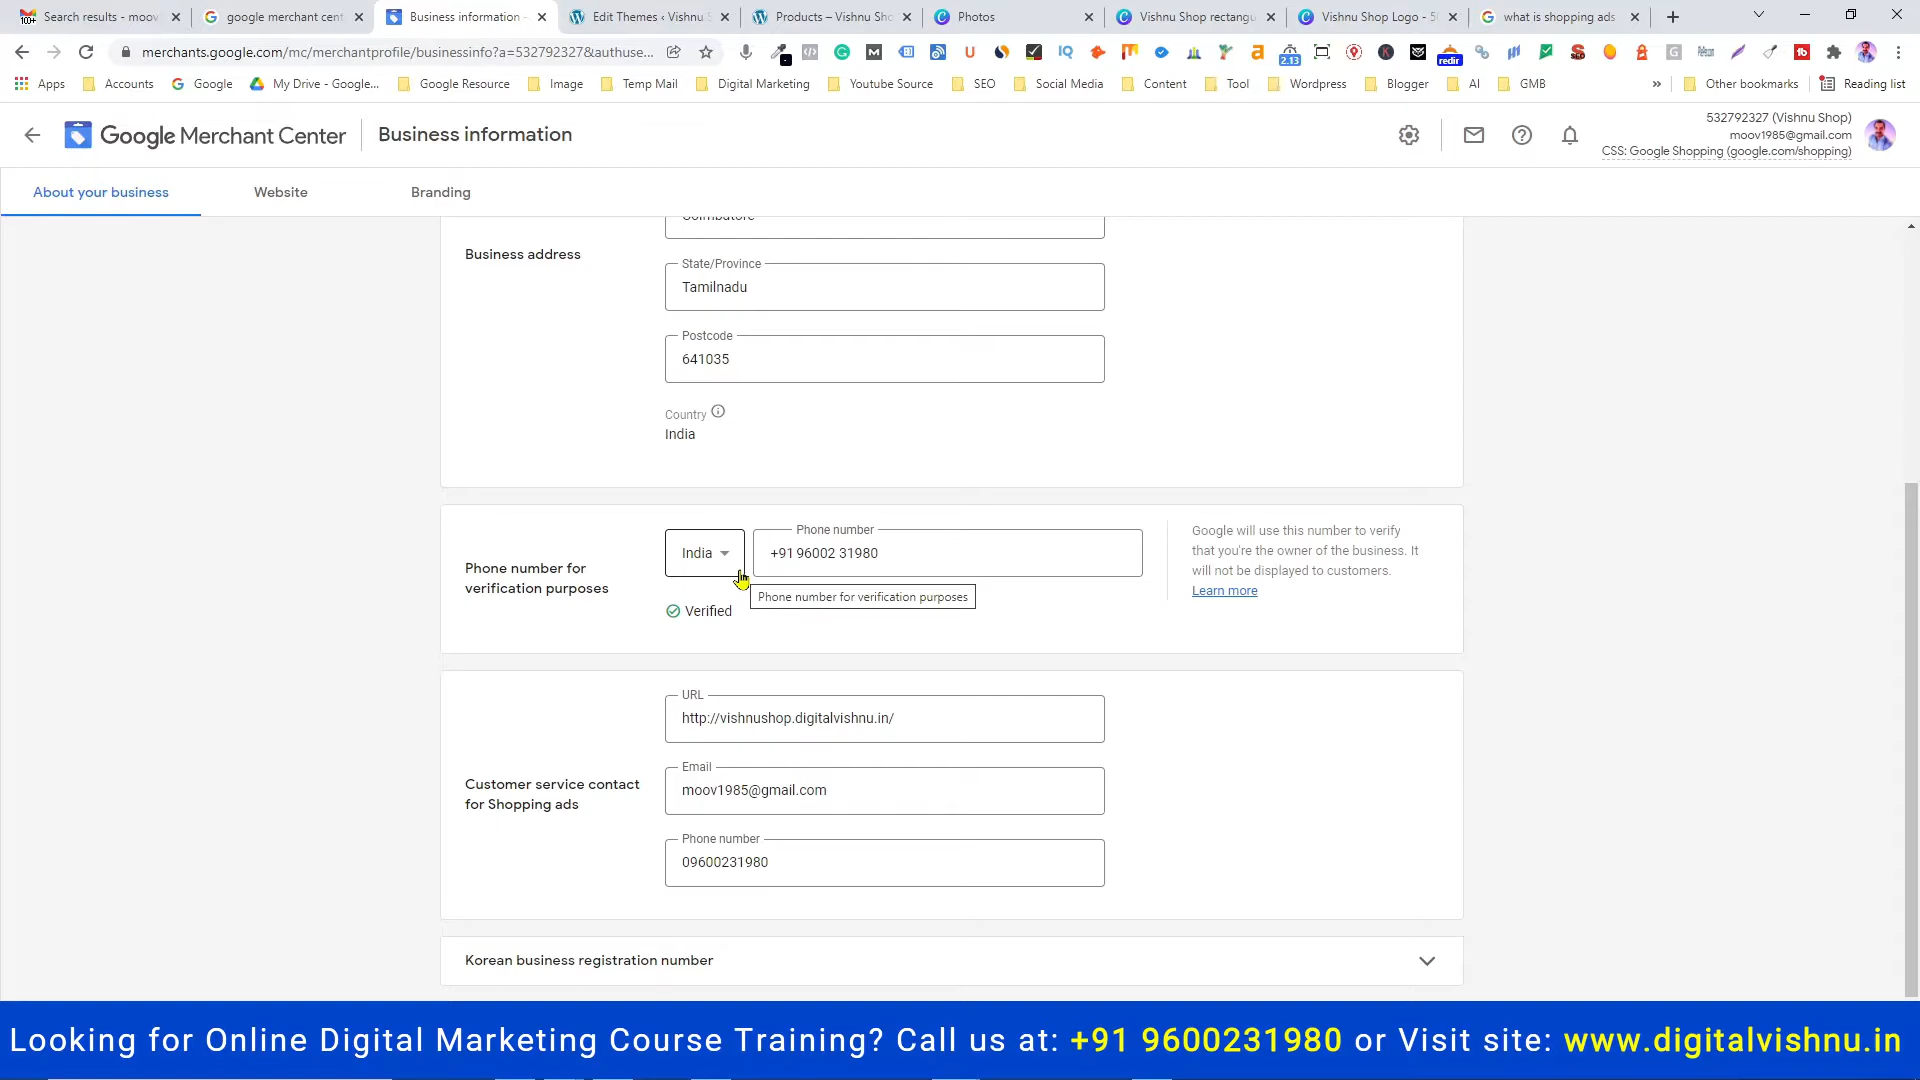 Search results - moov
google merchant cent
Business information -
Edit Themes ‹ Vishnu S
Products – Vishnu Sho
Photos
Vishnu Shop rectangu
Vishnu Shop Logo - 50
what is shopping ads
merchants.google.com/mc/merchantprofile/businessinfo?a=532792327&authuse...
2.13
redir
Apps
Accounts
Google
My Drive - Google...
Google Resource
Image
Temp Mail
Digital Marketing
Youtube Source
SEO
Social Media
Content
Tool
Wordpress
Blogger
AI
GMB
»
Other bookmarks
Reading list
Google Merchant Center
Business information
532792327 (Vishnu Shop)
moov1985@gmail.com
CSS: Google Shopping (google.com/shopping)
About your business
Website
Branding
Coimbatore
Business address
State/Province
Tamilnadu
Postcode
641035
Country
India
Phone number for
verification purposes
India
Phone number
+91 96002 31980
Phone number for verification purposes
Verified
Google will use this number to verify
that you're the owner of the business. It
will not be displayed to customers.
Learn more
Customer service contact
for Shopping ads
URL
http://vishnushop.digitalvishnu.in/
Email
moov1985@gmail.com
Phone number
09600231980
Korean business registration number
Looking for Online Digital Marketing Course Training? Call us at: +91 9600231980 or Visit site: www.digitalvishnu.in